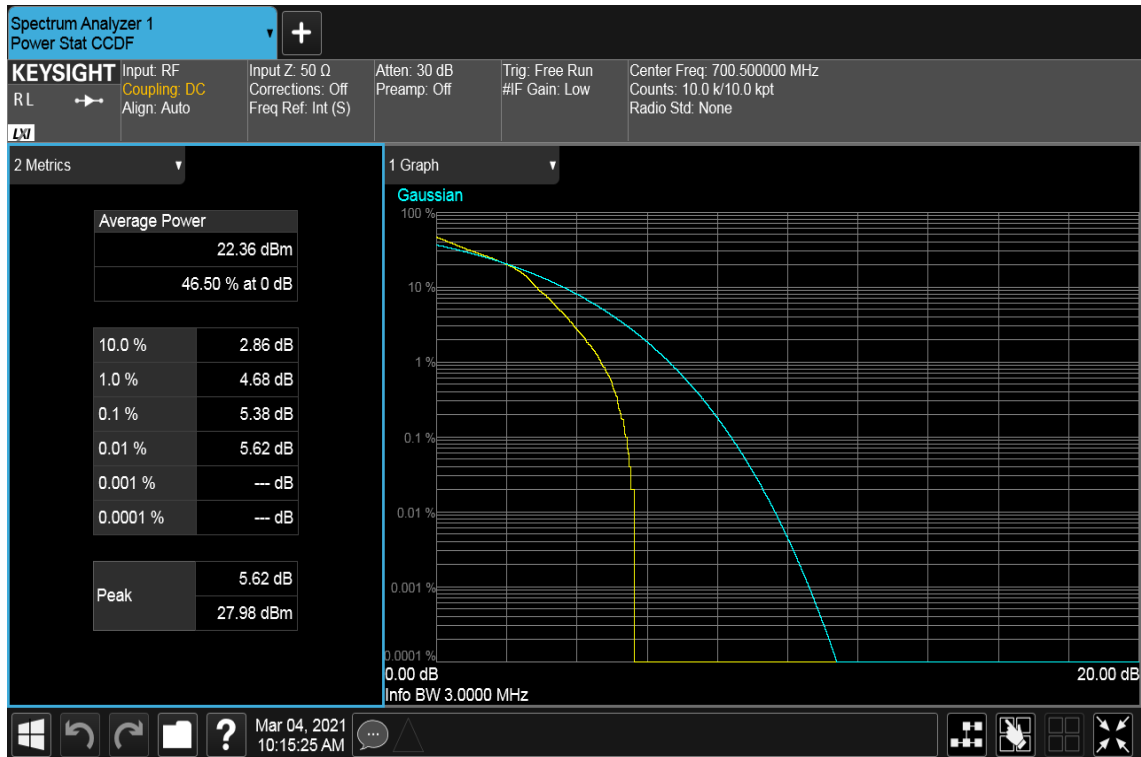 Spectrum Analyzer 1
Power Stat CCDF
+
KEYSIGHT
R L
LXI
Input: RF
Coupling: DC
Align: Auto
Input Z: 50 Ω
Corrections: Off
Freq Ref: Int (S)
Atten: 30 dB
Preamp: Off
Trig: Free Run
#IF Gain: Low
Center Freq: 700.500000 MHz
Counts: 10.0 k/10.0 kpt
Radio Std: None
2 Metrics
Average Power
22.36 dBm
46.50 % at 0 dB
10.0 % 2.86 dB
1.0 % 4.68 dB
0.1 % 5.38 dB
0.01 % 5.62 dB
0.001 % --- dB
0.0001 % --- dB
Peak
5.62 dB
27.98 dBm
1 Graph
Gaussian
100 %
10 %
1 %
0.1 %
0.01 %
0.001 %
0.0001 %
0.00 dB 20.00 dB
Info BW 3.0000 MHz
?
Mar 04, 2021
10:15:25 AM